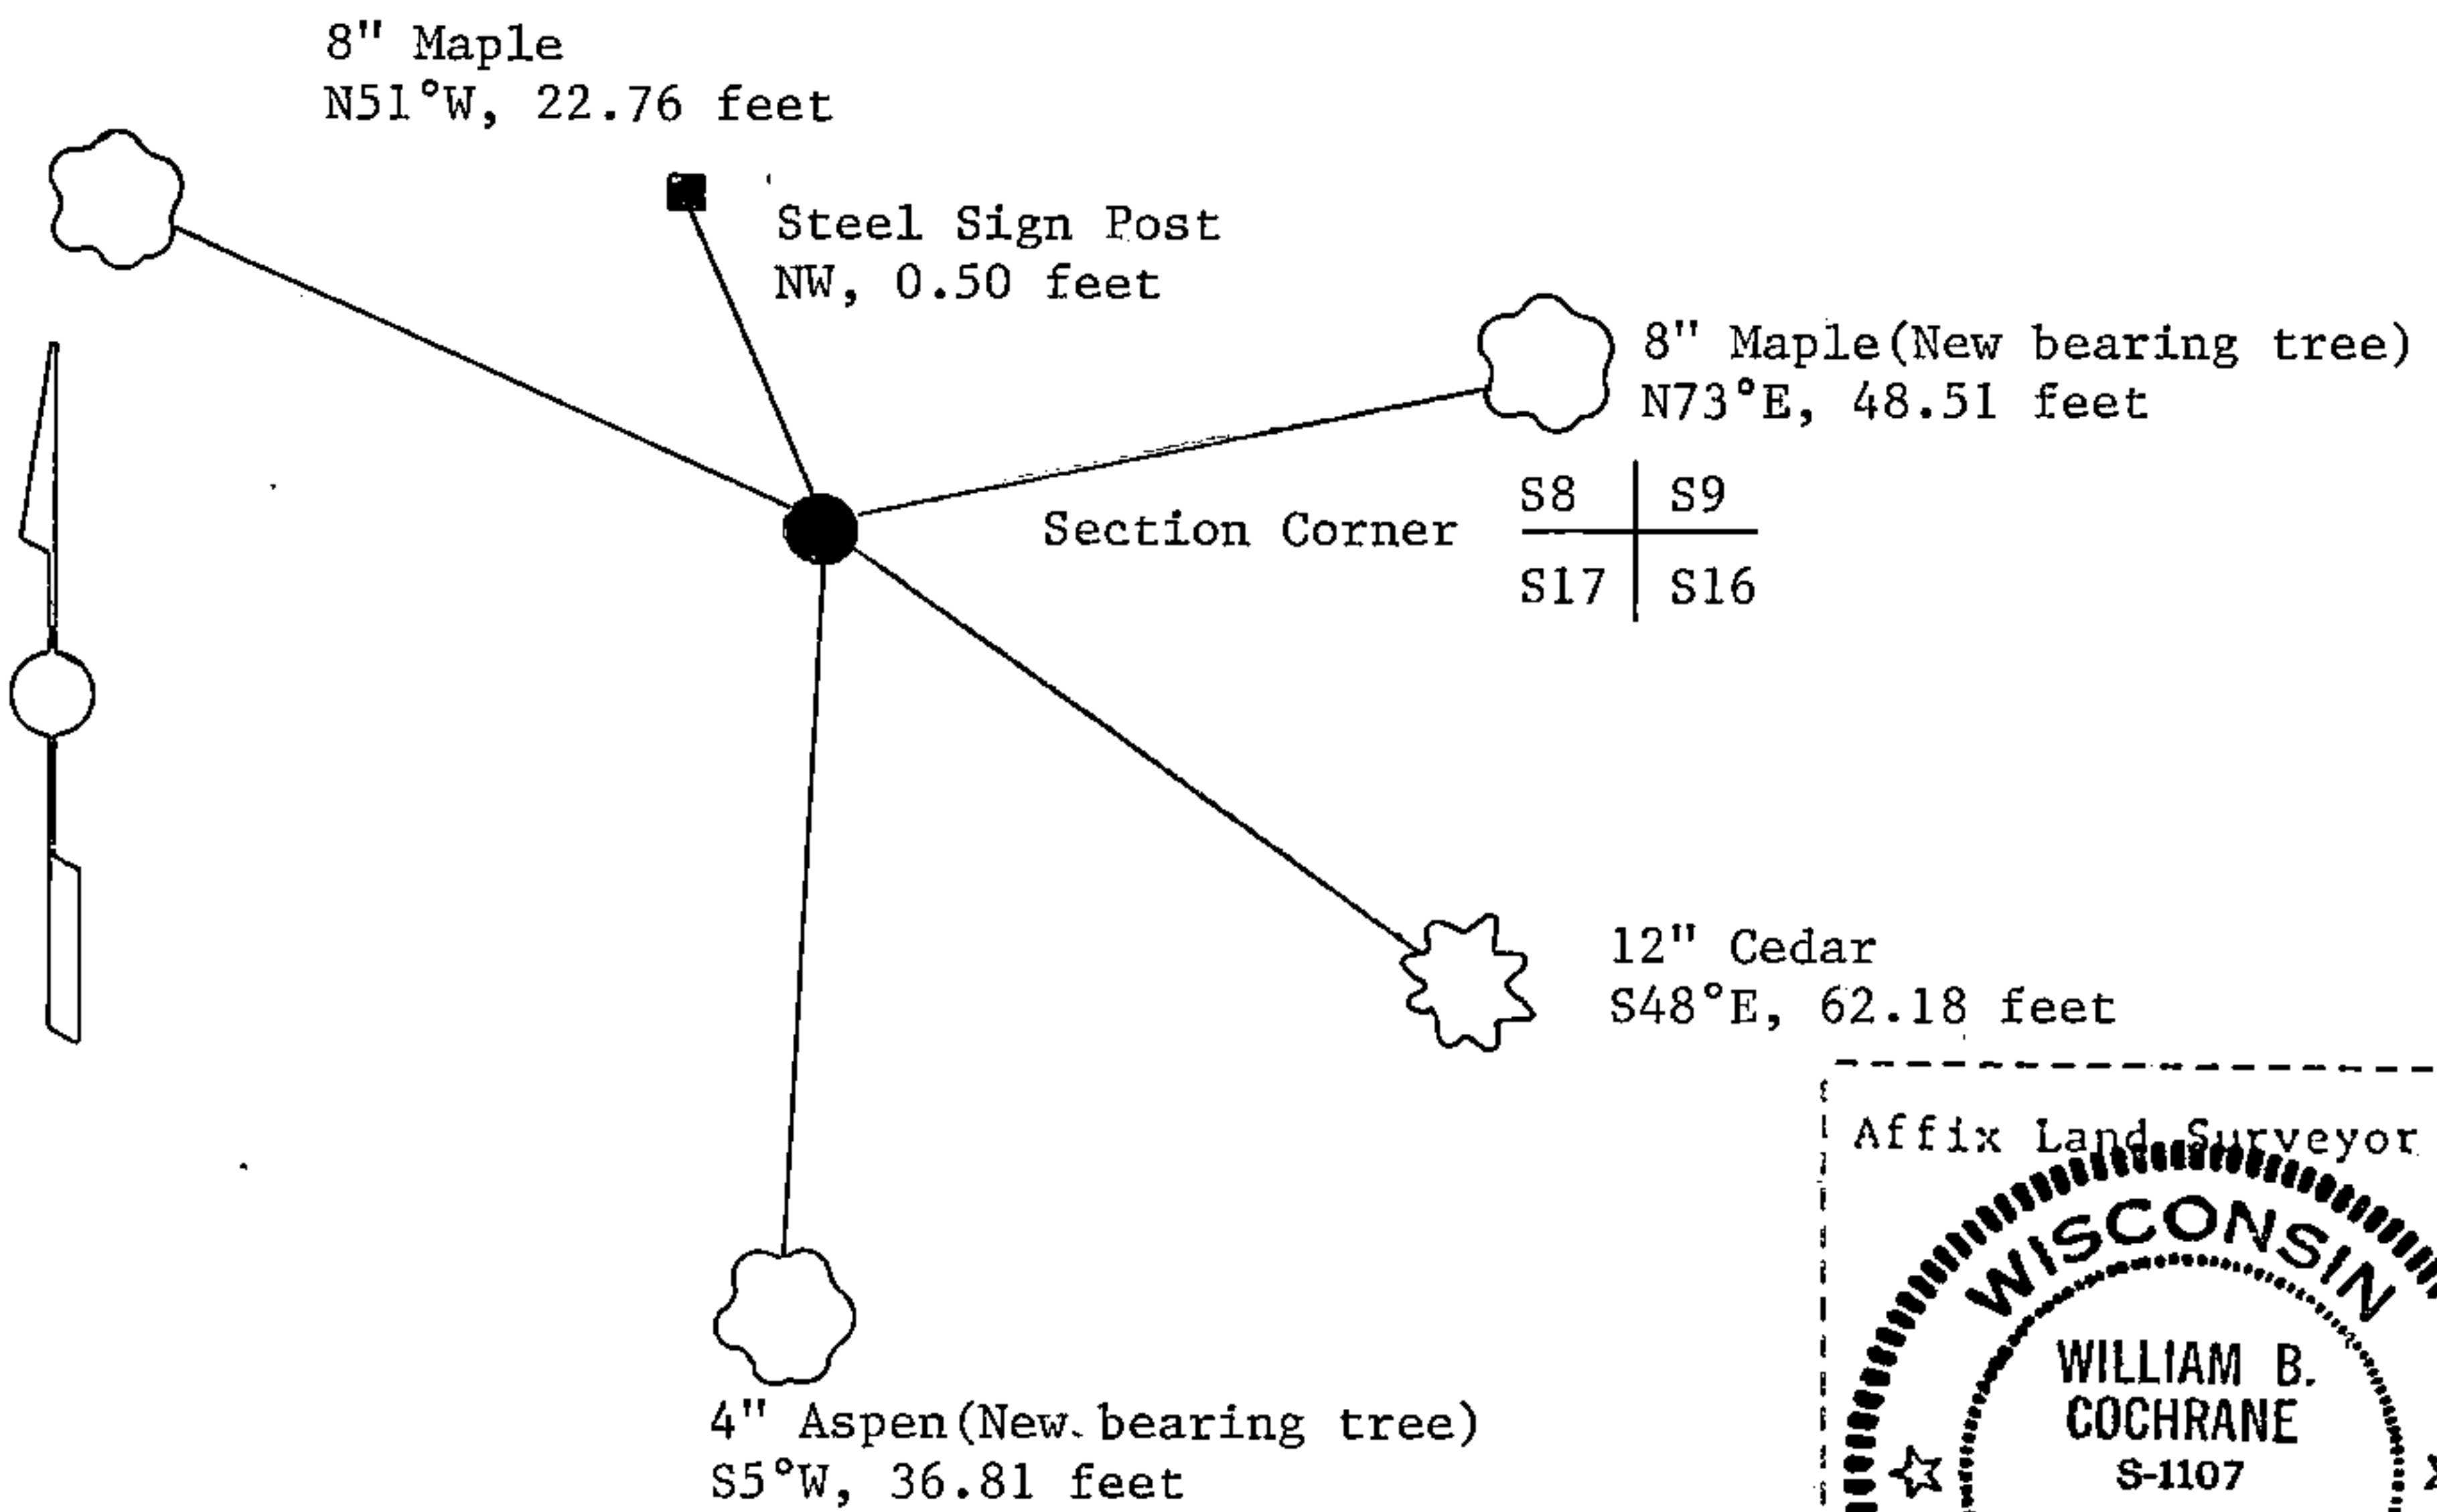 8" Maple
N51°W, 22.76 feet
Steel Sign Post
NW, 0.50 feet
8" Maple(New bearing tree)
N73°E, 48.51 feet
Section Corner
S8 S9
S17 S16
12" Cedar
S48°E, 62.18 feet
4" Aspen(New bearing tree)
S5°W, 36.81 feet
Affix Land Surveyor
WISCONSIN
WILLIAM B.
COCHRANE
S-1107